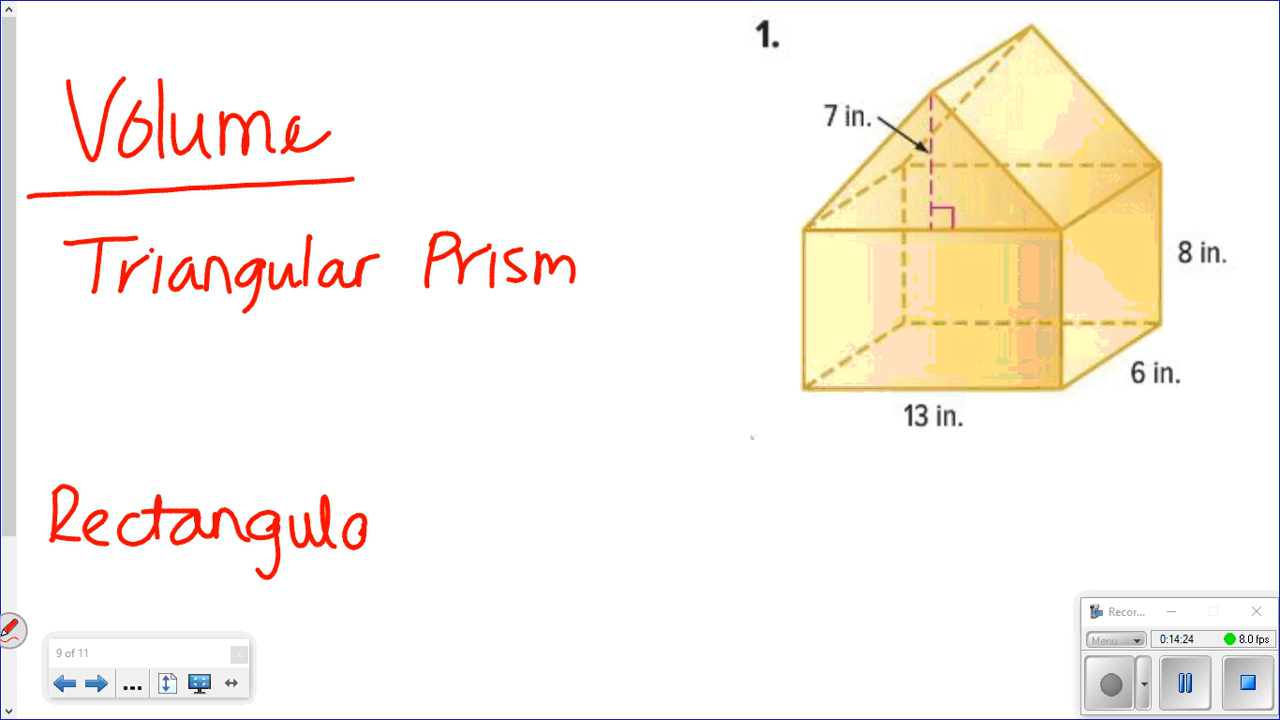 1.
Volume
7 in.
Triangular Prism
8 in.
6 in.
13 in.
Rectangula
9 of 11
...
x
Recor...
Menu
0:14:24
8.0 fps